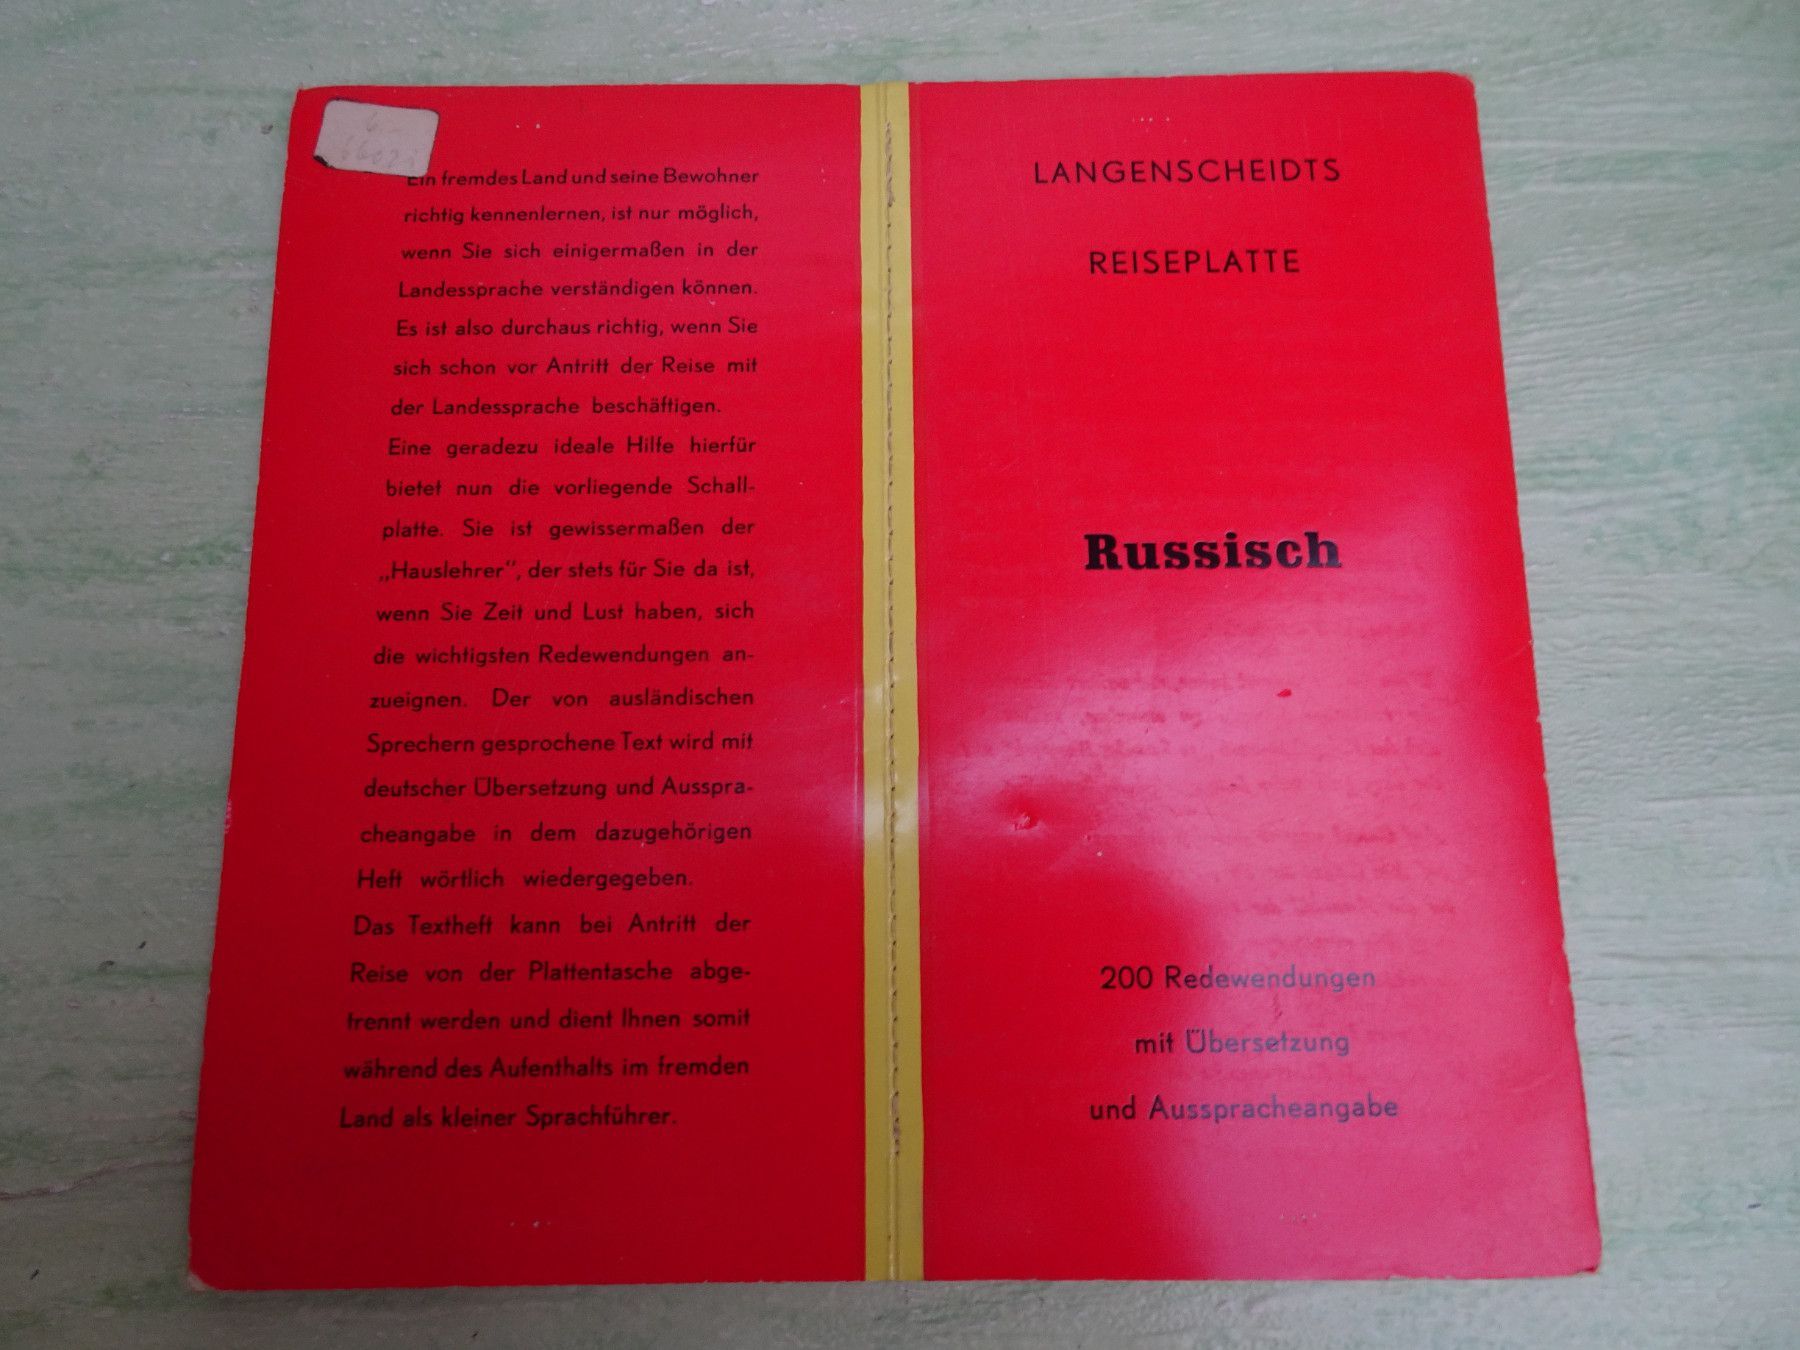 Ein fremdes Land und seine Bewohner
richtig kennenlernen, ist nur möglich,
wenn Sie sich einigermaßen in der
Landessprache verständigen können.
Es ist also durchaus richtig, wenn Sie
sich schon vor Antritt der Reise mit
der Landessprache beschäftigen.
Eine geradezu ideale Hilfe hierfür
bietet nun die vorliegende Schall-
platte. Sie ist gewissermaßen der
„Hauslehrer“, der stets für Sie da ist,
wenn Sie Zeit und Lust haben, sich
die wichtigsten Redewendungen an-
zueignen. Der von ausländischen
Sprechern gesprochene Text wird mit
deutscher Übersetzung und Ausspra-
cheangabe in dem dazugehörigen
Heft wörtlich wiedergegeben.
Das Textheft kann bei Antritt der
Reise von der Plattentasche abge-
trennt werden und dient Ihnen somit
während des Aufenthalts im fremden
Land als kleiner Sprachführer.
LANGENSCHEIDTS
REISEPLATTE
Russisch
200 Redewendungen
mit Übersetzung
und Ausspracheangabe